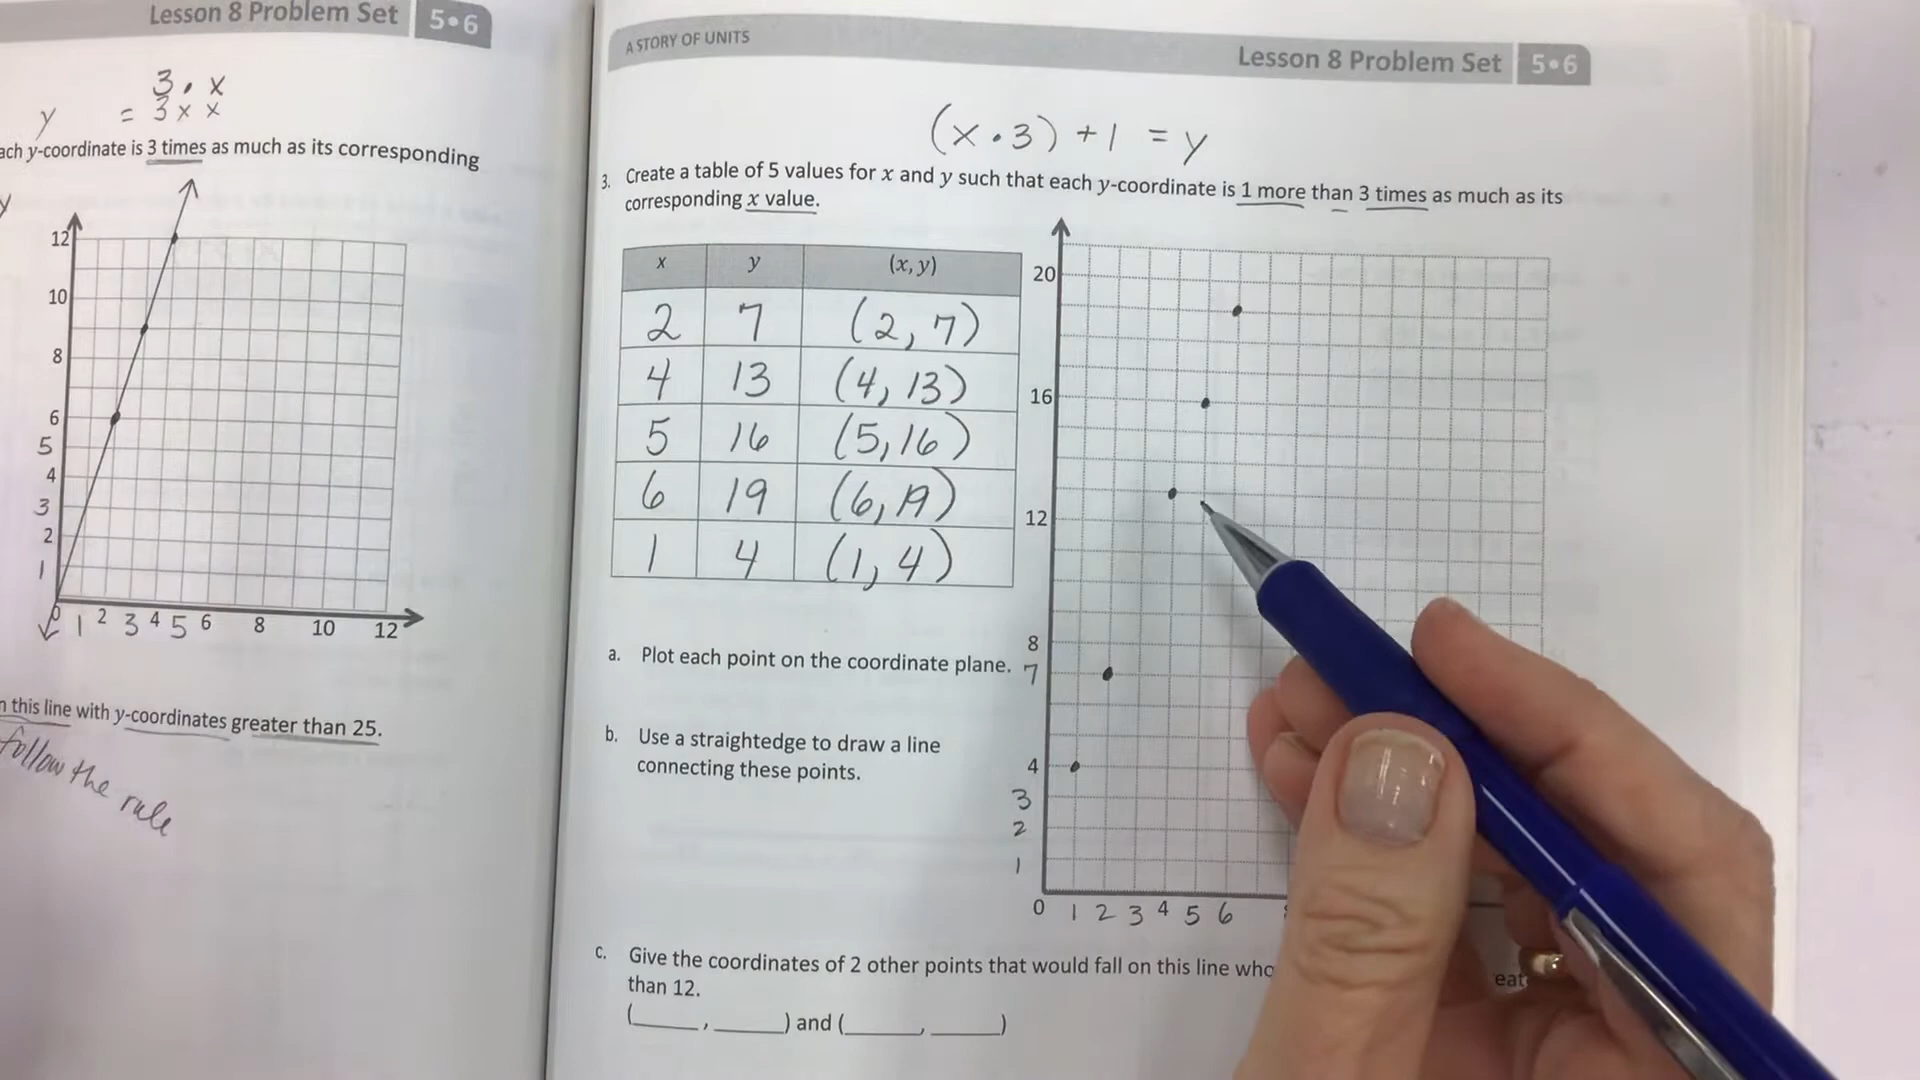 Lesson 8 Problem Set 5•6
3 . x
y = 3 x x
ach y-coordinate is 3 times as much as its corresponding
y
12
10
8
6
5
4
3
2
1
0 1 2 3 4 5 6 8 10 12
n this line with y-coordinates greater than 25.
follow the rule
A STORY OF UNITS
Lesson 8 Problem Set 5•6
(x • 3) + 1 = y
3. Create a table of 5 values for x and y such that each y-coordinate is 1 more than 3 times as much as its
corresponding x value.
x y (x, y)
2 7 (2, 7)
4 13 (4, 13)
5 16 (5, 16)
6 19 (6, 19)
1 4 (1, 4)
20
16
12
8
7
4
3
2
1
0 1 2 3 4 5 6
a. Plot each point on the coordinate plane.
b. Use a straightedge to draw a line
connecting these points.
c. Give the coordinates of 2 other points that would fall on this line who
eat
than 12.
(_____ , ______) and (______, _____)